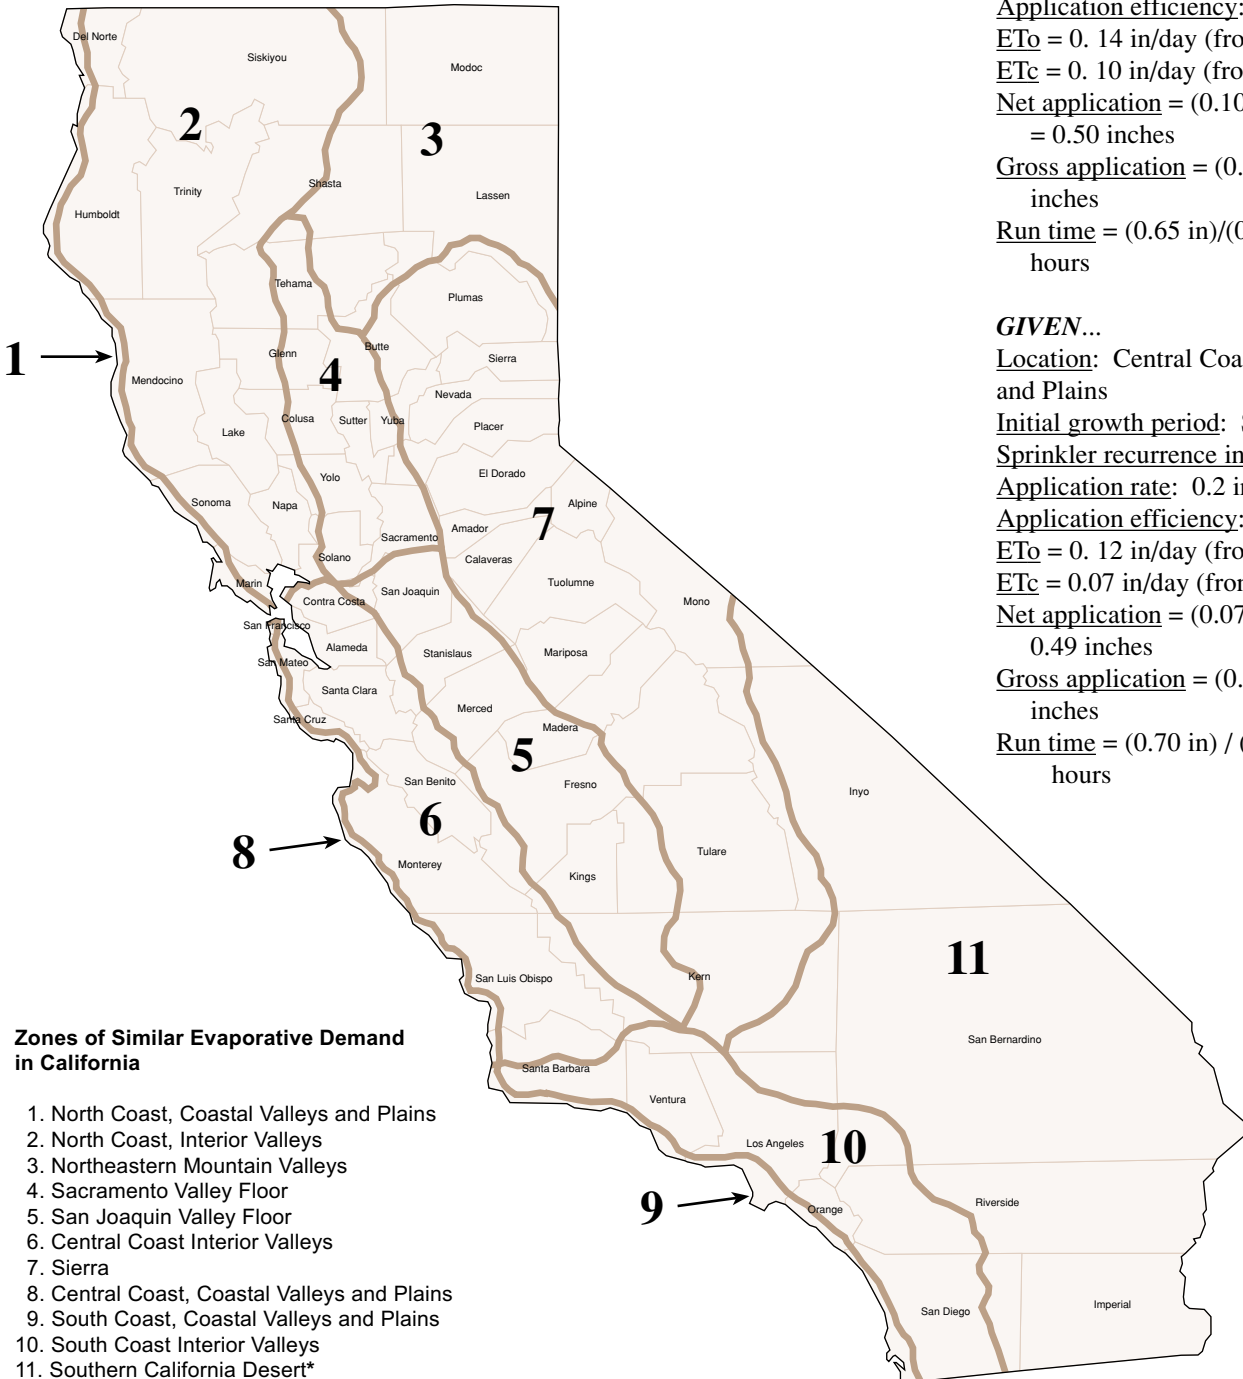 Del Norte
Siskiyou
Modoc
2
3
Shasta
Trinity
Lassen
Humboldt
Tehama
Plumas
1
Glenn
Butte
4
Sierra
Mendocino
Nevada
Colusa
Sutter
Yuba
Placer
Lake
Yolo
El Dorado
Sonoma
Napa
7
Alpine
Amador
Sacramento
Solano
Calaveras
Marin
Contra Costa
San Joaquin
Tuolumne
Mono
San Francisco
Alameda
Stanislaus
Mariposa
San Mateo
Santa Clara
Santa Cruz
Merced
Madera
5
San Benito
Fresno
Inyo
6
8
Monterey
Tulare
Kings
11
San Luis Obispo
Kern
San Bernardino
Santa Barbara
Ventura
Los Angeles
10
9
Orange
Riverside
San Diego
Imperial
Zones of Similar Evaporative Demand
in California
1. North Coast, Coastal Valleys and Plains
2. North Coast, Interior Valleys
3. Northeastern Mountain Valleys
4. Sacramento Valley Floor
5. San Joaquin Valley Floor
6. Central Coast Interior Valleys
7. Sierra
8. Central Coast, Coastal Valleys and Plains
9. South Coast, Coastal Valleys and Plains
10. South Coast Interior Valleys
11. Southern California Desert*
Application efficiency:
ETo = 0. 14 in/day (fro
ETc = 0. 10 in/day (fro
Net application = (0.10
= 0.50 inches
Gross application = (0.
inches
Run time = (0.65 in)/(0
hours
GIVEN...
Location: Central Coa
and Plains
Initial growth period: S
Sprinkler recurrence in
Application rate: 0.2 i
Application efficiency:
ETo = 0. 12 in/day (fro
ETc = 0.07 in/day (fro
Net application = (0.07
0.49 inches
Gross application = (0.
inches
Run time = (0.70 in) / (
hours